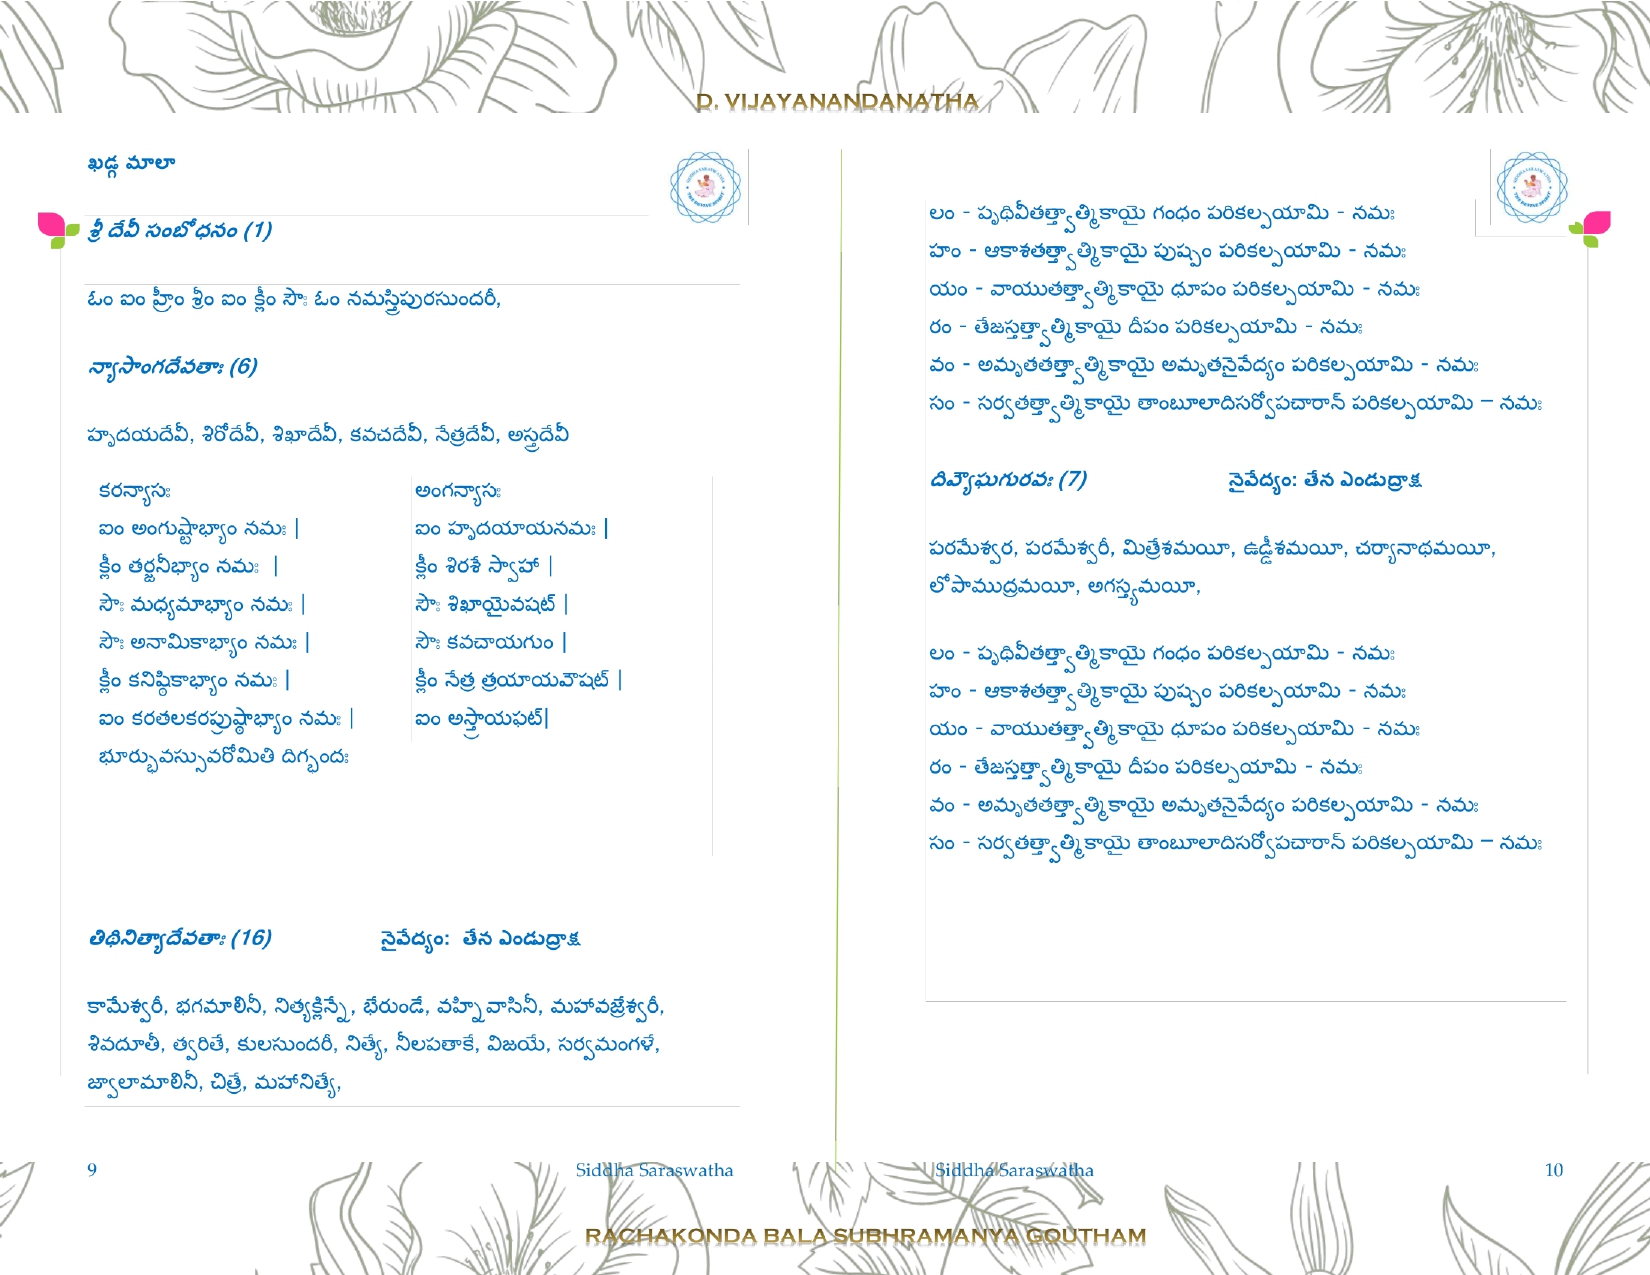 D. VIJAYANANDANATHA
ఖడ్గ మాలా
శ్రీ దేవీ సంబోధనం (1)
ఓం ఐం హ్రీం శ్రీం ఐం క్లీం సౌః ఓం నమస్త్రిపురసుందరీ,
న్యాసాంగదేవతాః (6)
హృదయదేవీ, శిరోదేవీ, శిఖాదేవీ, కవచదేవీ, నేత్రదేవీ, అస్త్రదేవీ
కరన్యాసః
ఐం అంగుష్టాభ్యాం నమః |
క్లీం తర్జనీభ్యాం నమః |
సౌః మధ్యమాభ్యాం నమః |
సౌః అనామికాభ్యాం నమః |
క్లీం కనిష్ఠికాభ్యాం నమః |
ఐం కరతలకరప్రుష్ఠాభ్యాం నమః |
భూర్భువస్సువరోమితి దిగ్భందః
అంగన్యాసః
ఐం హృదయాయనమః |
క్లీం శిరశే స్వాహా |
సౌః శిఖాయైవషట్ |
సౌః కవచాయగుం |
క్లీం నేత్ర త్రయాయవౌషట్ |
ఐం అస్త్రాయఫట్|
తిథినిత్యాదేవతాః (16) నైవేద్యం: తేన ఎండుద్రాక్ష
కామేశ్వరీ, భగమాలినీ, నిత్యక్లిన్నే, భేరుండే, వహ్నివాసినీ, మహావజ్రేశ్వరీ,
శివదూతీ, త్వరితే, కులసుందరీ, నిత్యే, నీలపతాకే, విజయే, సర్వమంగళే,
జ్వాలామాలినీ, చిత్రే, మహానిత్యే,
9 Siddha Saraswatha
లం - పృథివీతత్త్వాత్మికాయై గంధం పరికల్పయామి - నమః
హం - ఆకాశతత్త్వాత్మికాయై పుష్పం పరికల్పయామి - నమః
యం - వాయుతత్త్వాత్మికాయై ధూపం పరికల్పయామి - నమః
రం - తేజస్తత్త్వాత్మికాయై దీపం పరికల్పయామి - నమః
వం - అమృతతత్త్వాత్మికాయై అమృతనైవేద్యం పరికల్పయామి - నమః
సం - సర్వతత్త్వాత్మికాయై తాంబూలాదిసర్వోపచారాన్ పరికల్పయామి – నమః
దివ్యౌఘగురవః (7) నైవేద్యం: తేన ఎండుద్రాక్ష
పరమేశ్వర, పరమేశ్వరీ, మిత్రేశమయీ, ఉడ్డీశమయీ, చర్యానాథమయీ,
లోపాముద్రమయీ, అగస్త్యమయీ,
లం - పృథివీతత్త్వాత్మికాయై గంధం పరికల్పయామి - నమః
హం - ఆకాశతత్త్వాత్మికాయై పుష్పం పరికల్పయామి - నమః
యం - వాయుతత్త్వాత్మికాయై ధూపం పరికల్పయామి - నమః
రం - తేజస్తత్త్వాత్మికాయై దీపం పరికల్పయామి - నమః
వం - అమృతతత్త్వాత్మికాయై అమృతనైవేద్యం పరికల్పయామి - నమః
సం - సర్వతత్త్వాత్మికాయై తాంబూలాదిసర్వోపచారాన్ పరికల్పయామి – నమః
Siddha Saraswatha 10
RACHAKONDA BALA SUBHRAMANYA GOUTHAM